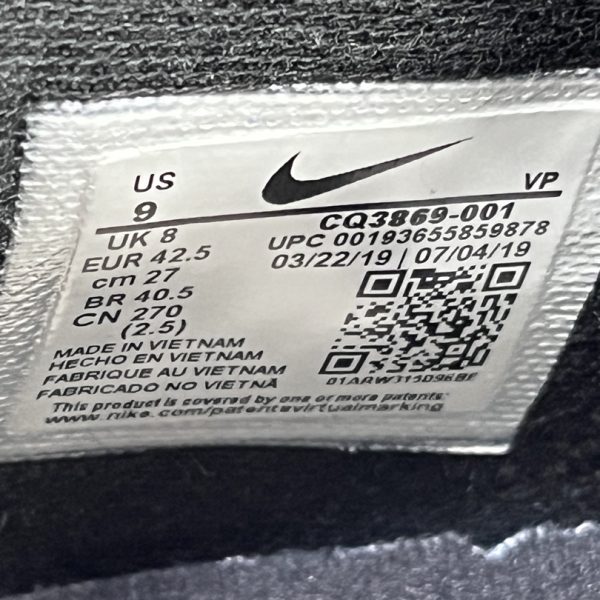 US
9
VP
CQ3869-001
UPC 00193655859878
03/22/19 | 07/04/19
UK 8
EUR 42.5
cm 27
BR 40.5
CN 270
(2.5)
MADE IN VIETNAM
HECHO EN VIETNAM
FABRIQUE AU VIETNAM
FABRICADO NO VIETNÃ
This product is covered by one or more patents:
www.nike.com/patentsvirtualmarking